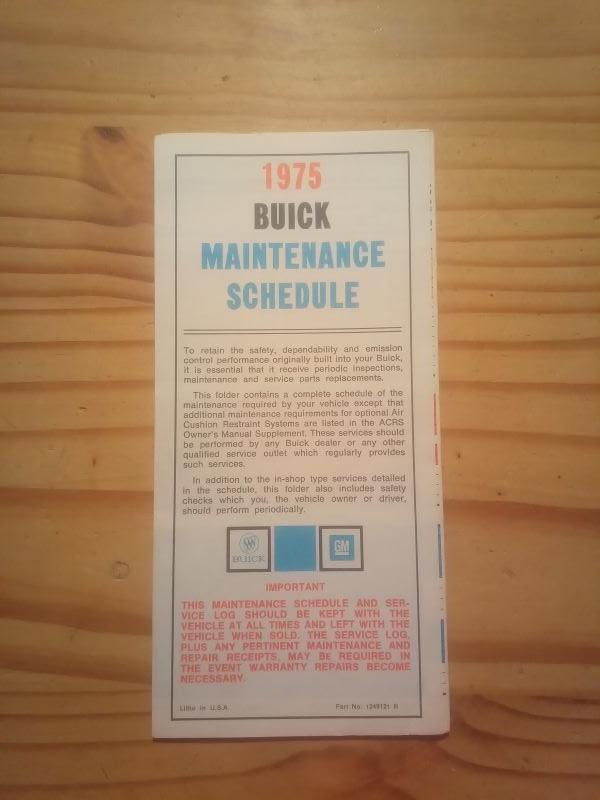 1975
BUICK
MAINTENANCE
SCHEDULE
To retain the safety, dependability and emission
control performance originally built into your Buick,
it is essential that it receive periodic inspections,
maintenance and service parts replacements.
This folder contains a complete schedule of the
maintenance required by your vehicle except that
additional maintenance requirements for optional Air
Cushion Restraint Systems are listed in the ACRS
Owner's Manual Supplement. These services should
be performed by any Buick dealer or any other
qualified service outlet which regularly provides
such services.
In addition to the in-shop type services detailed
in the schedule, this folder also includes safety
checks which you, the vehicle owner or driver,
should perform periodically.
BUICK
GM
IMPORTANT
THIS MAINTENANCE SCHEDULE AND SER-
VICE LOG SHOULD BE KEPT WITH THE
VEHICLE AT ALL TIMES AND LEFT WITH THE
VEHICLE WHEN SOLD. THE SERVICE LOG,
PLUS ANY PERTINENT MAINTENANCE AND
REPAIR RECEIPTS, MAY BE REQUIRED IN
THE EVENT WARRANTY REPAIRS BECOME
NECESSARY.
Litho in U.S.A. Part No. 1249121 B